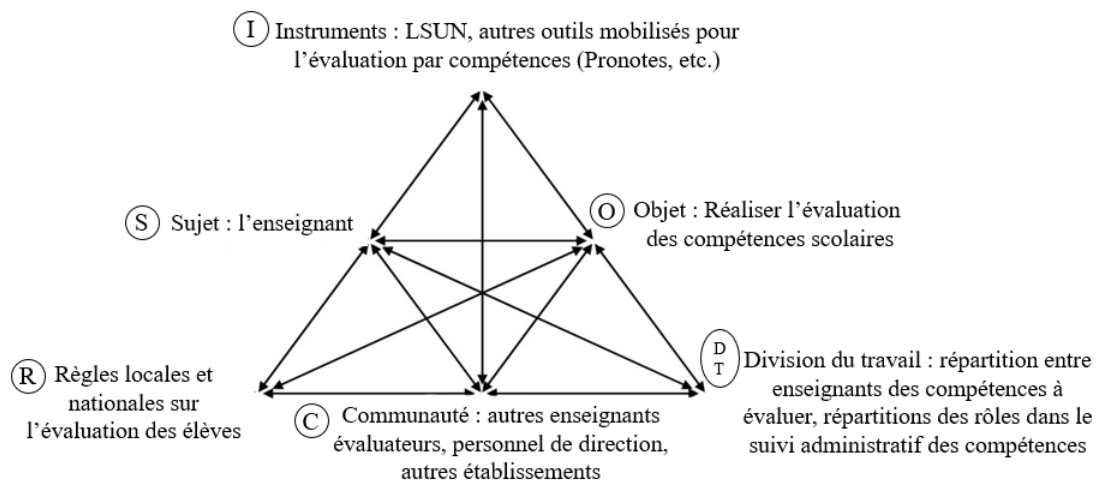 I Instruments : LSUN, autres outils mobilisés pour
l’évaluation par compétences (Pronotes, etc.)
S Sujet : l’enseignant
O Objet : Réaliser l’évaluation
des compétences scolaires
R Règles locales et
nationales sur
l’évaluation des élèves
C Communauté : autres enseignants
évaluateurs, personnel de direction,
autres établissements
D
T
Division du travail : répartition entre
enseignants des compétences à
évaluer, répartitions des rôles dans le
suivi administratif des compétences